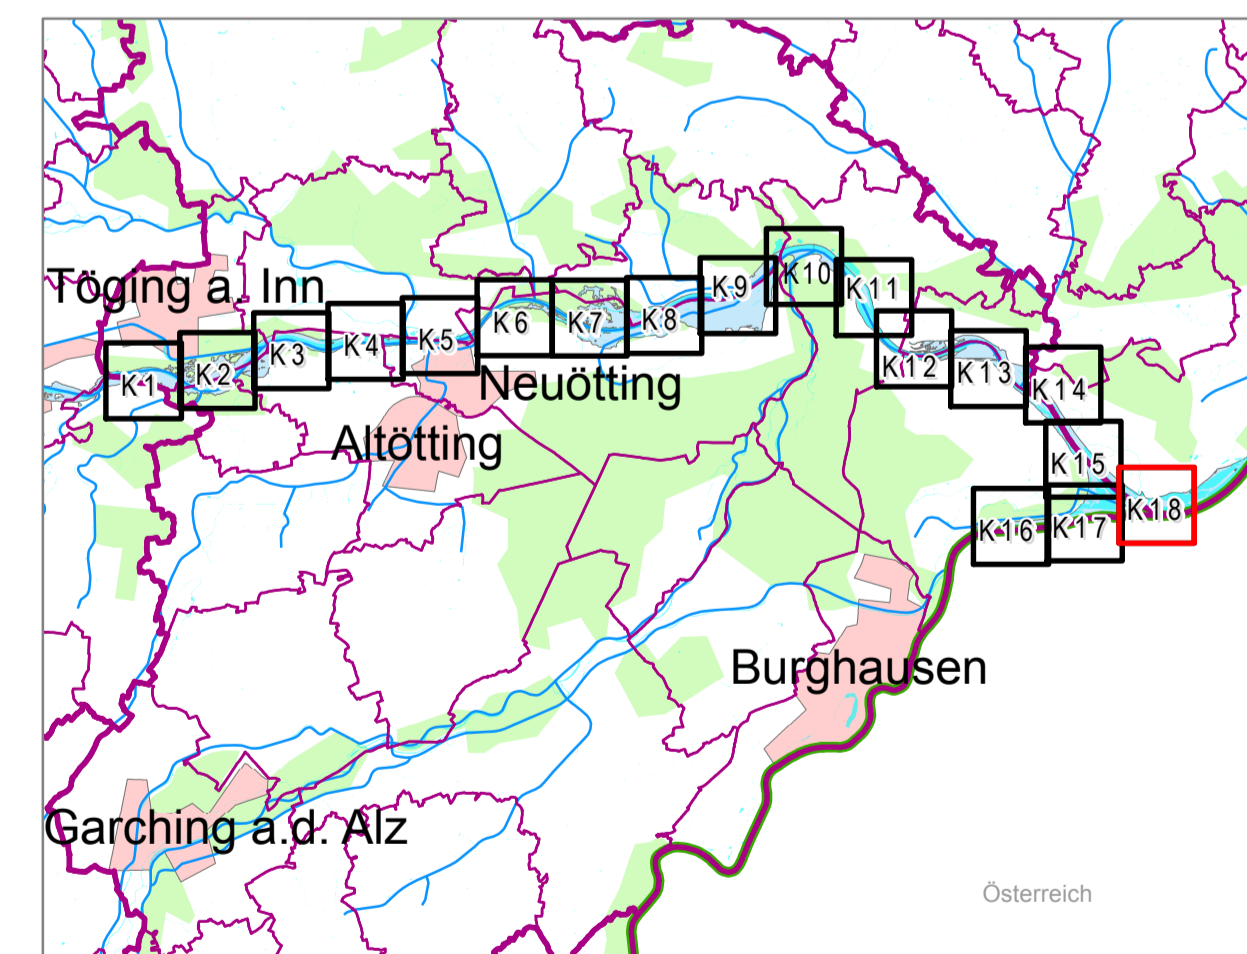 Töging a. Inn
K1
K2
K3
K4
K5
K6
K7
K8
K9
K10
K11
K12
K13
K14
K15
K16
K17
K18
Neuötting
Altötting
Burghausen
Garching a.d. Alz
Österreich